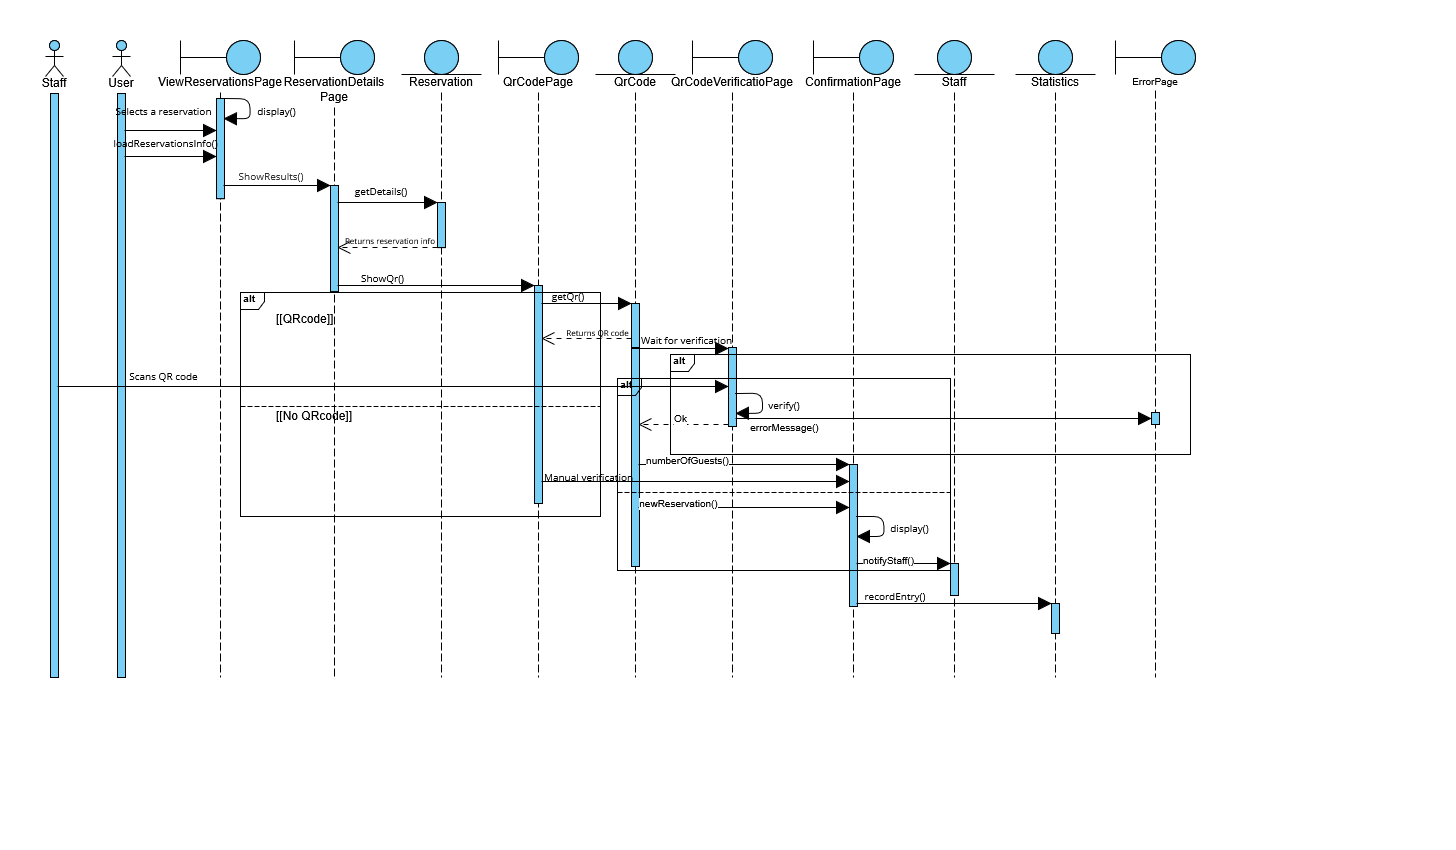 Staff
User
ViewReservationsPage
ReservationDetails
Page
Reservation
QrCodePage
QrCode
QrCodeVerificatioPage
ConfirmationPage
Staff
Statistics
ErrorPage
Selects a reservation
display()
loadReservationsInfo()
ShowResults()
getDetails()
Returns reservation info
ShowQr()
alt
getQr()
[[QRcode]]
Returns QR code
Wait for verification
alt
Scans QR code
alt
verify()
[[No QRcode]]
Ok
errorMessage()
numberOfGuests()
Manual verification
newReservation()
display()
notifyStaff()
recordEntry()